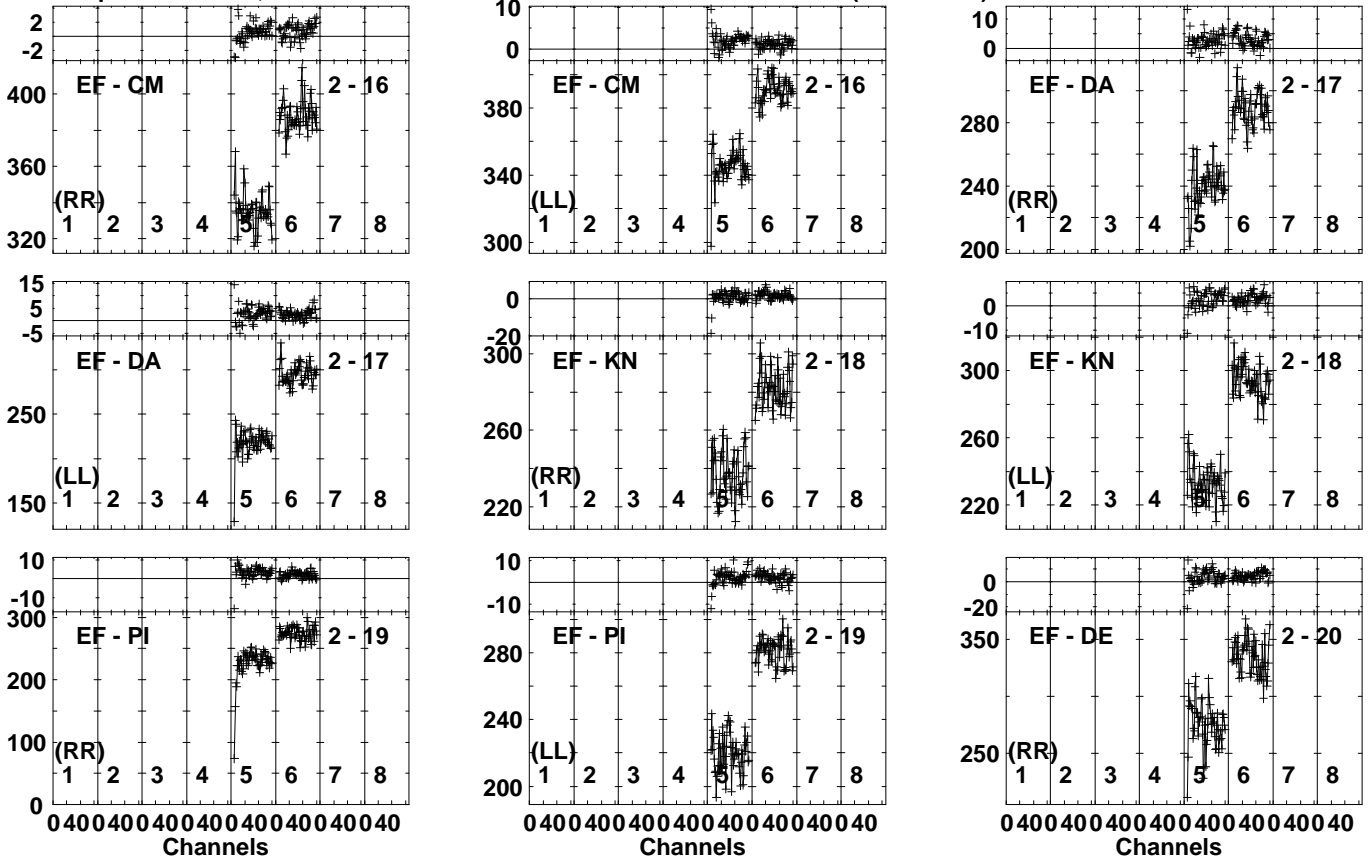 2
-2
EF - CM 2 - 16
400
360
320
(RR)
1 2 3 4 5 6 7 8
10
0
EF - CM 2 - 16
380
340
300
(LL)
1 2 3 4 5 6 7 8
10
0
EF - DA 2 - 17
280
240
200
(RR)
1 2 3 4 5 6 7 8
15
5
-5
EF - DA 2 - 17
250
150
(LL)
1 2 3 4 5 6 7 8
0
-20
EF - KN 2 - 18
300
260
220
(RR)
1 2 3 4 5 6 7 8
0
-10
EF - KN 2 - 18
300
260
220
(LL)
1 2 3 4 5 6 7 8
10
-10
EF - PI 2 - 19
300
200
100
0
(RR)
1 2 3 4 5 6 7 8
0 40 0 40 0 40 0 40 0 40 0 40 0 40 0 40
Channels
10
-10
EF - PI 2 - 19
280
240
200
(LL)
1 2 3 4 5 6 7 8
0 40 0 40 0 40 0 40 0 40 0 40 0 40 0 40
Channels
0
-20
EF - DE 2 - 20
350
250
(RR)
1 2 3 4 5 6 7 8
0 40 0 40 0 40 0 40 0 40 0 40 0 40 0 40
Channels